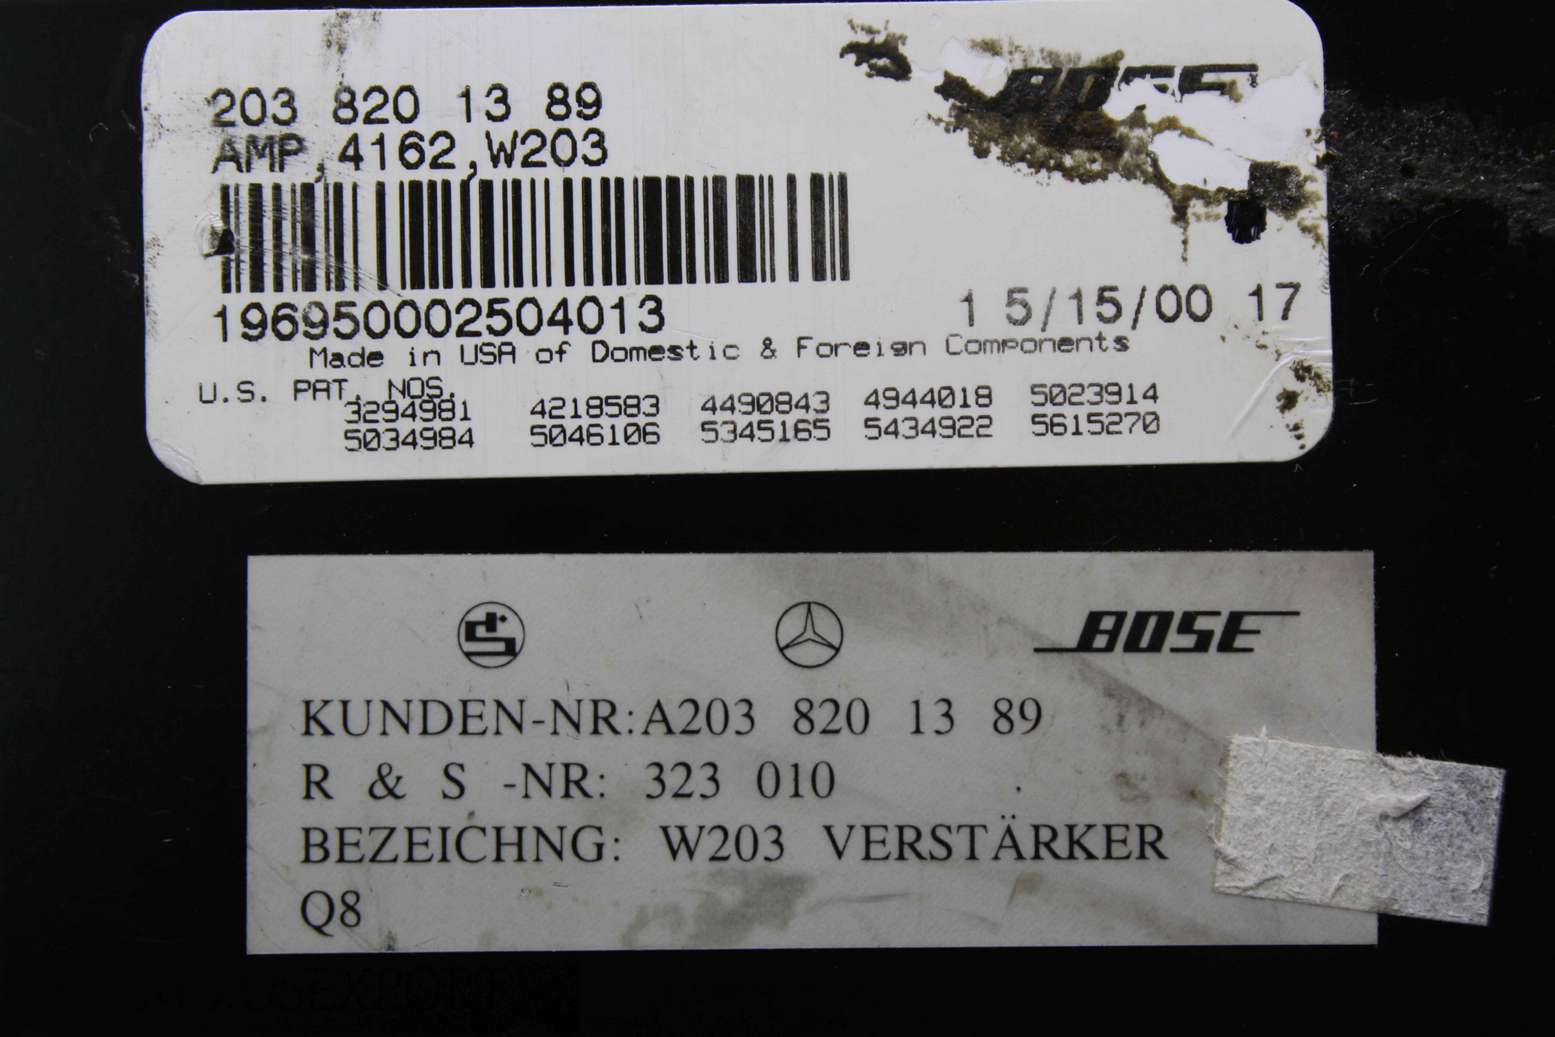 BOSE
203 820 13 89
AMP,4162,W203
196950002504013
1 5/15/00 17
Made in USA of Domestic & Foreign Components
U.S. PAT. NOS.
3294981 4218583 4490843 4944018 5023914
5034984 5046106 5345165 5434922 5615270
BOSE
KUNDEN-NR:A203 820 13 89
R & S -NR: 323 010
BEZEICHNG: W203 VERSTÄRKER
Q8